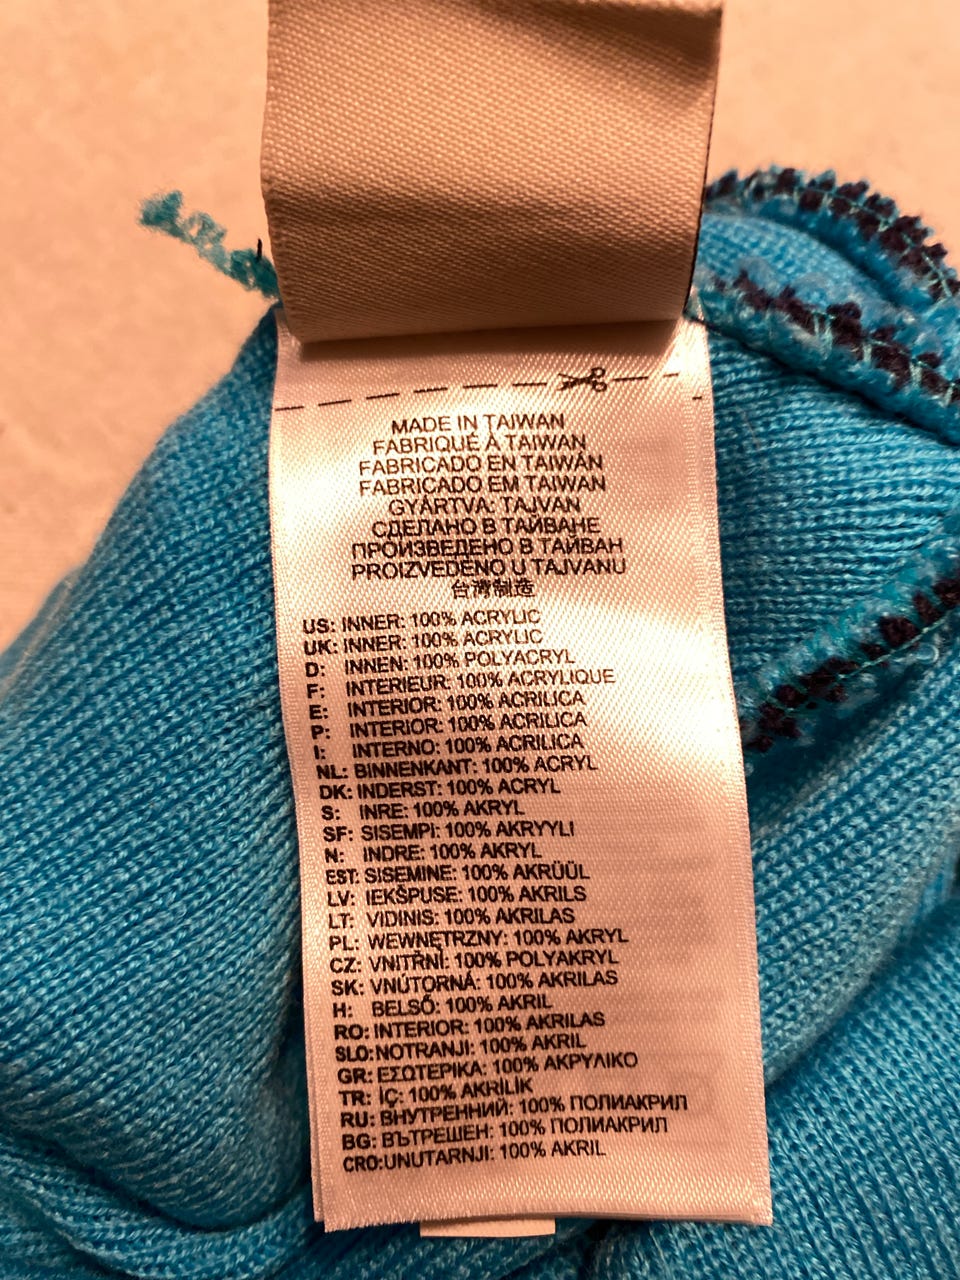 MADE IN TAIWAN
FABRIQUÉ À TAIWAN
FABRICADO EN TAIWÁN
FABRICADO EM TAIWAN
GYÁRTVA: TAJVAN
СДЕЛАНО В ТАЙВАНЕ
ПРОИЗВЕДЕНО В ТАЙВАН
PROIZVEDENO U TAJVANU
台灣制造
US: INNER: 100% ACRYLIC
UK: INNER: 100% ACRYLIC
D: INNEN: 100% POLYACRYL
F: INTERIEUR: 100% ACRYLIQUE
E: INTERIOR: 100% ACRILICA
P: INTERIOR: 100% ACRILICA
I: INTERNO: 100% ACRILICA
NL: BINNENKANT: 100% ACRYL
DK: INDERST: 100% ACRYL
S: INRE: 100% AKRYL
SF: SISEMPI: 100% AKRYYLI
N: INDRE: 100% AKRYL
EST: SISEMINE: 100% AKRÜÜL
LV: IEKŠPUSE: 100% AKRILS
LT: VIDINIS: 100% AKRILAS
PL: WEWNĘTRZNY: 100% AKRYL
CZ: VNITŘNÍ: 100% POLYAKRYL
SK: VNÚTORNÁ: 100% AKRILAS
H: BELSŐ: 100% AKRIL
RO: INTERIOR: 100% AKRILAS
SLO: NOTRANJI: 100% AKRIL
GR: ΕΣΩΤΕΡΙΚΑ: 100% ΑΚΡΥΛΙΚΟ
TR: İÇ: 100% AKRİLİK
RU: ВНУТРЕННИЙ: 100% ПОЛИАКРИЛ
BG: ВЪТРЕШЕН: 100% ПОЛИАКРИЛ
CRO: UNUTARNJI: 100% AKRIL